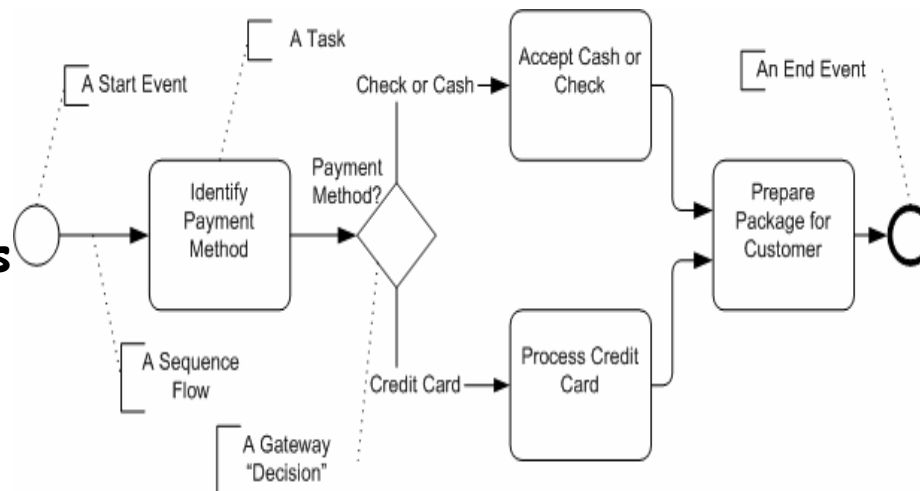 A Task
A Start Event
Accept Cash or
Check
An End Event
Check or Cash
Payment
Method?
Identify
Payment
Method
Prepare
Package for
Customer
s
A Sequence
Flow
Process Credit
Card
Credit Card
A Gateway
"Decision"